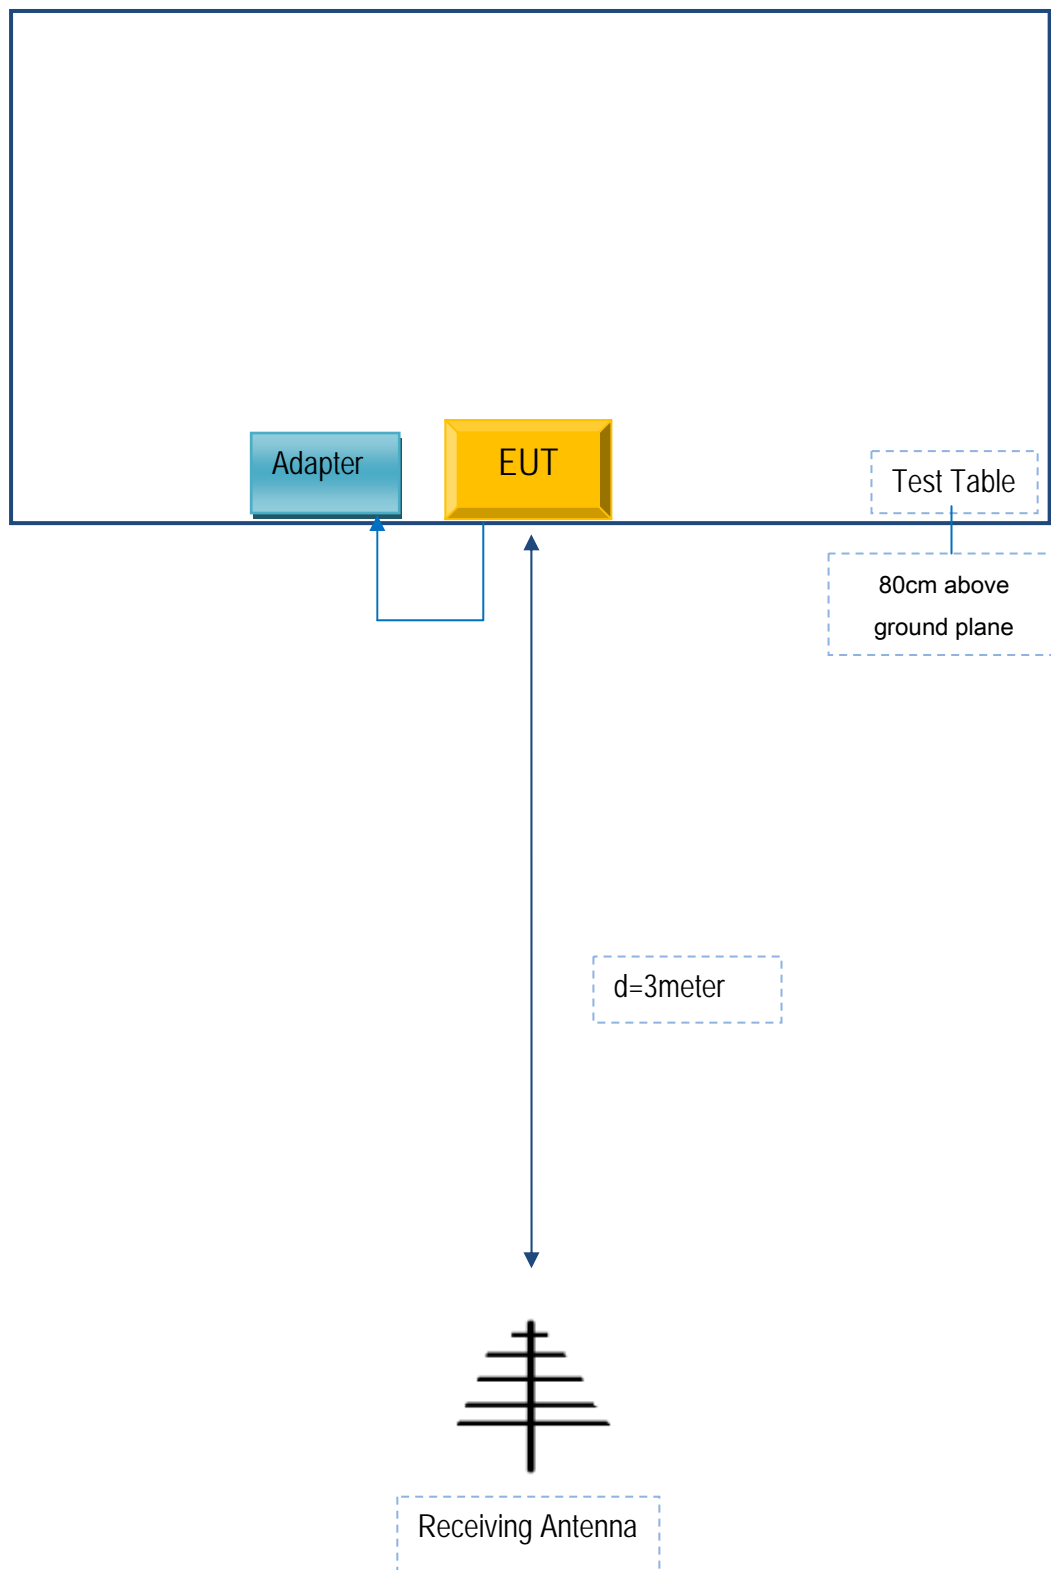 Adapter
EUT
Test Table
80cm above
ground plane
d=3meter
Receiving Antenna